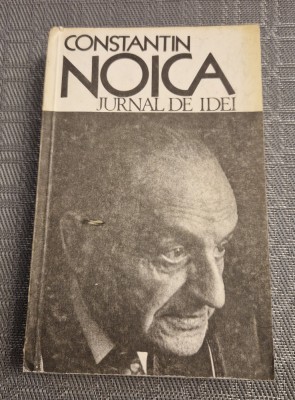 CONSTANTIN
NOICA
JURNAL DE IDEI